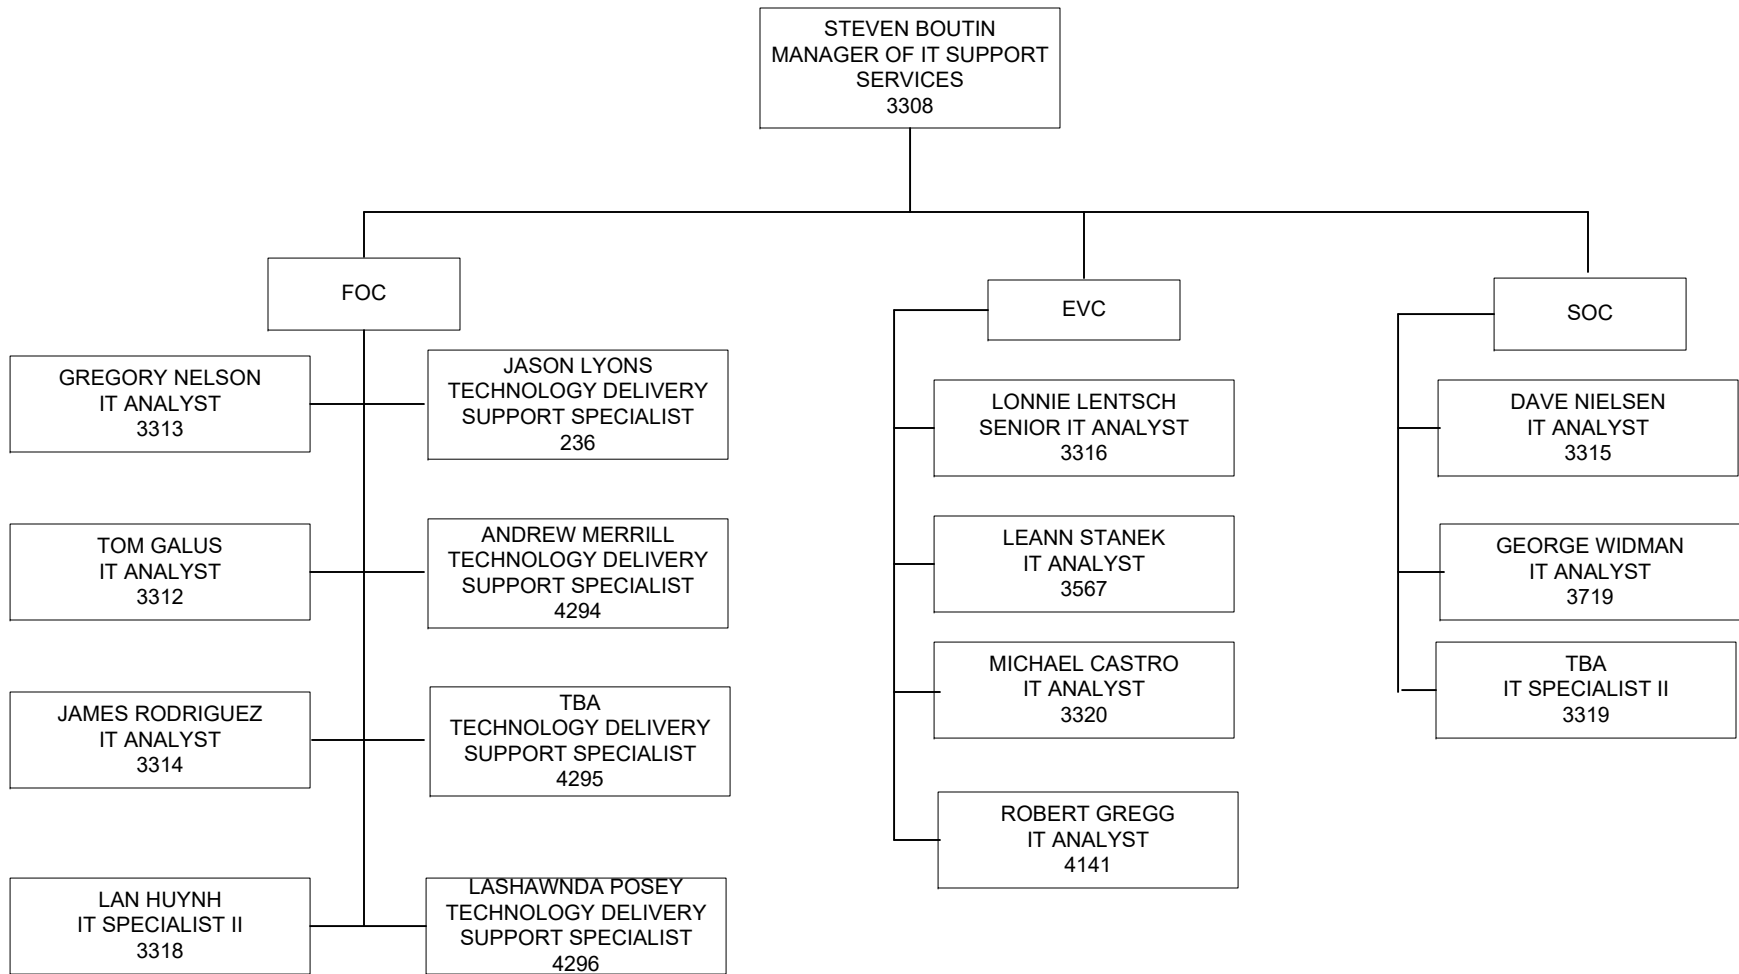 STEVEN BOUTIN
MANAGER OF IT SUPPORT
SERVICES
3308
FOC
GREGORY NELSON
IT ANALYST
3313
JASON LYONS
TECHNOLOGY DELIVERY
SUPPORT SPECIALIST
236
TOM GALUS
IT ANALYST
3312
ANDREW MERRILL
TECHNOLOGY DELIVERY
SUPPORT SPECIALIST
4294
JAMES RODRIGUEZ
IT ANALYST
3314
TBA
TECHNOLOGY DELIVERY
SUPPORT SPECIALIST
4295
LAN HUYNH
IT SPECIALIST II
3318
LASHAWNDA POSEY
TECHNOLOGY DELIVERY
SUPPORT SPECIALIST
4296
EVC
LONNIE LENTSCH
SENIOR IT ANALYST
3316
LEANN STANEK
IT ANALYST
3567
MICHAEL CASTRO
IT ANALYST
3320
ROBERT GREGG
IT ANALYST
4141
SOC
DAVE NIELSEN
IT ANALYST
3315
GEORGE WIDMAN
IT ANALYST
3719
TBA
IT SPECIALIST II
3319